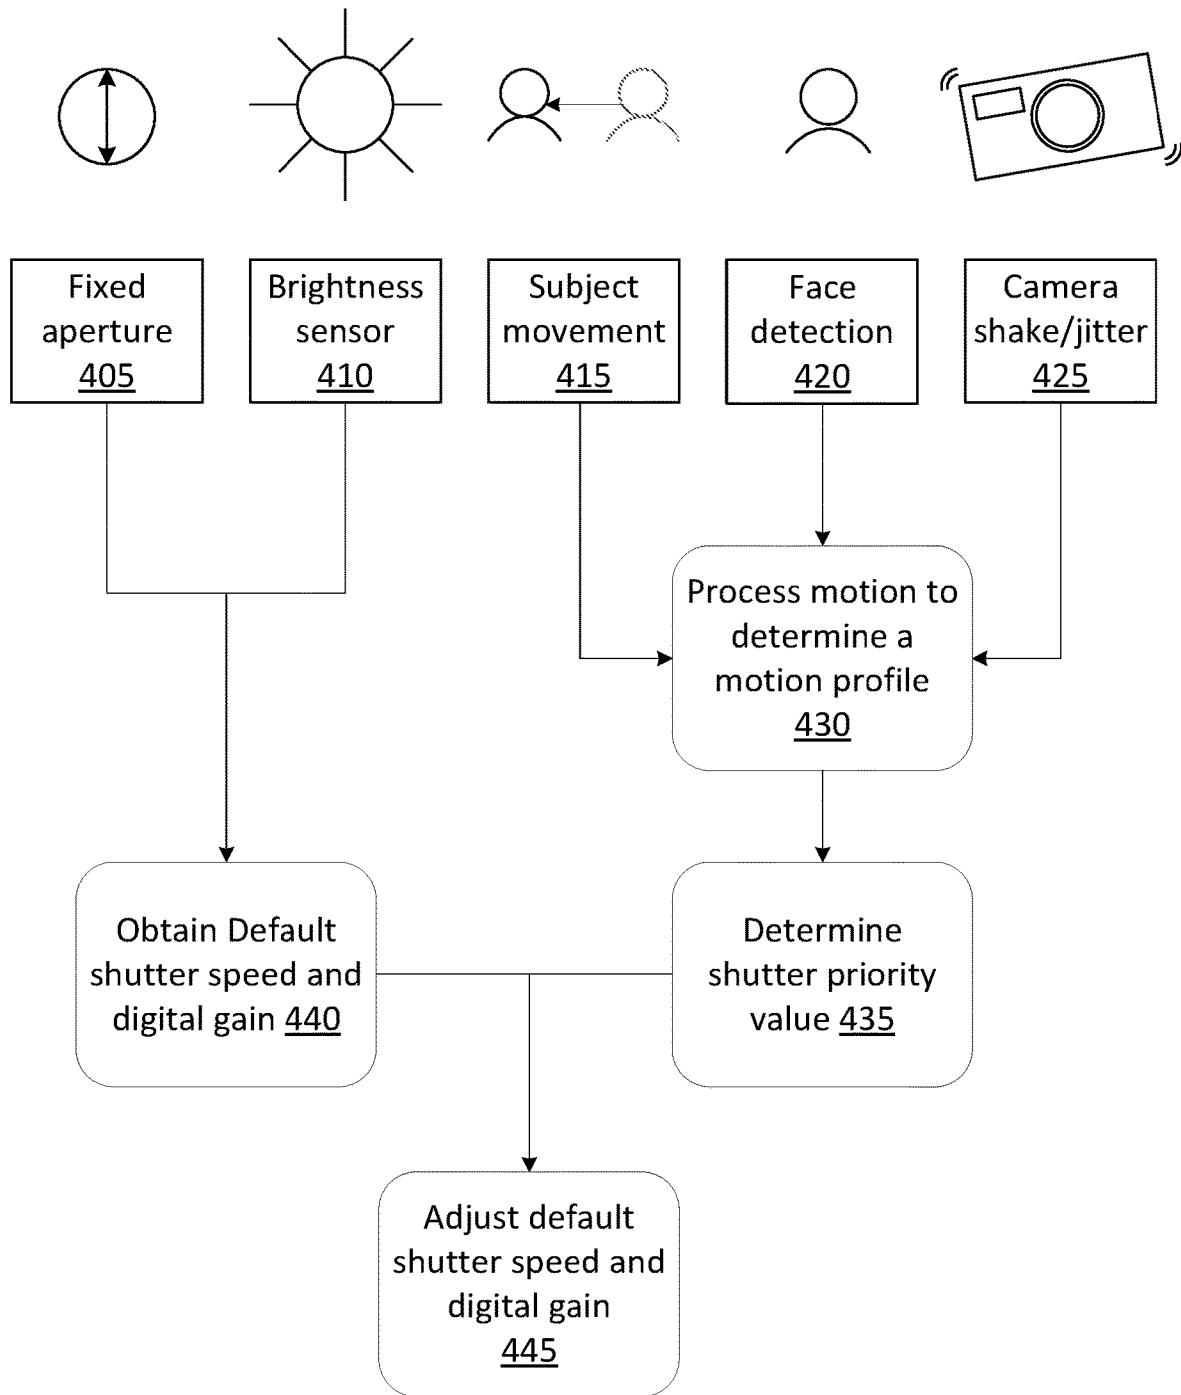 Fixed
aperture
405
Brightness
sensor
410
Subject
movement
415
Face
detection
420
Camera
shake/jitter
425
Process motion to
determine a
motion profile
430
Obtain Default
shutter speed and
digital gain 440
Determine
shutter priority
value 435
Adjust default
shutter speed and
digital gain
445